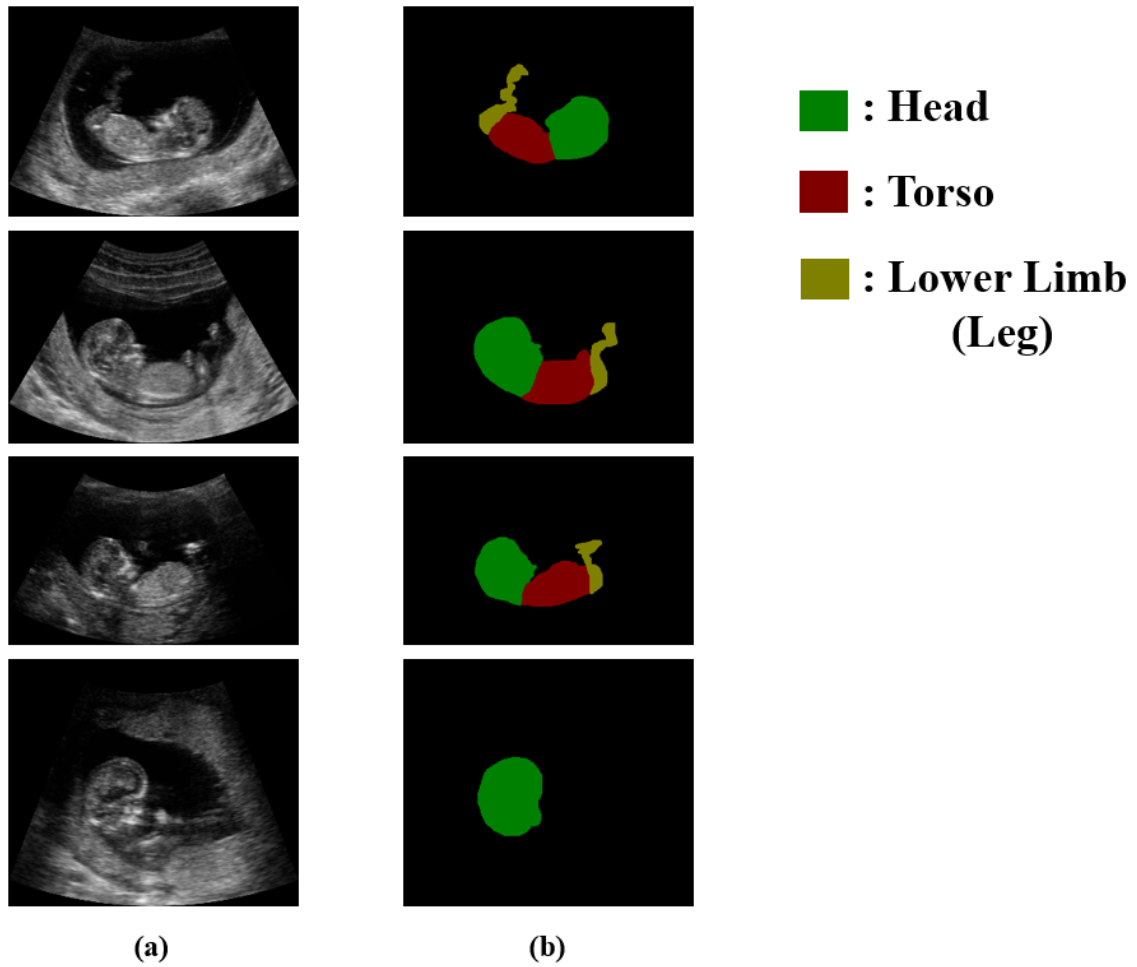 : Head
: Torso
: Lower Limb
(Leg)
(a)
(b)